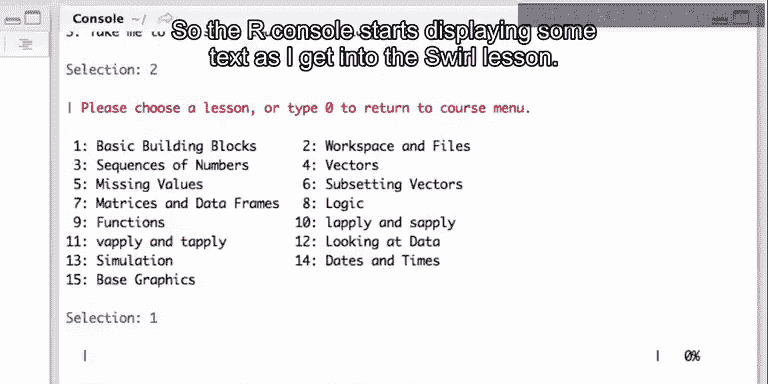 Console ~/
3. Take me to
So the R console starts displaying some
text as I get into the Swirl lesson.
Selection: 2
| Please choose a lesson, or type 0 to return to course menu.
1: Basic Building Blocks 2: Workspace and Files
3: Sequences of Numbers 4: Vectors
5: Missing Values 6: Subsetting Vectors
7: Matrices and Data Frames 8: Logic
9: Functions 10: lapply and sapply
11: vapply and tapply 12: Looking at Data
13: Simulation 14: Dates and Times
15: Base Graphics
Selection: 1
| | 0%